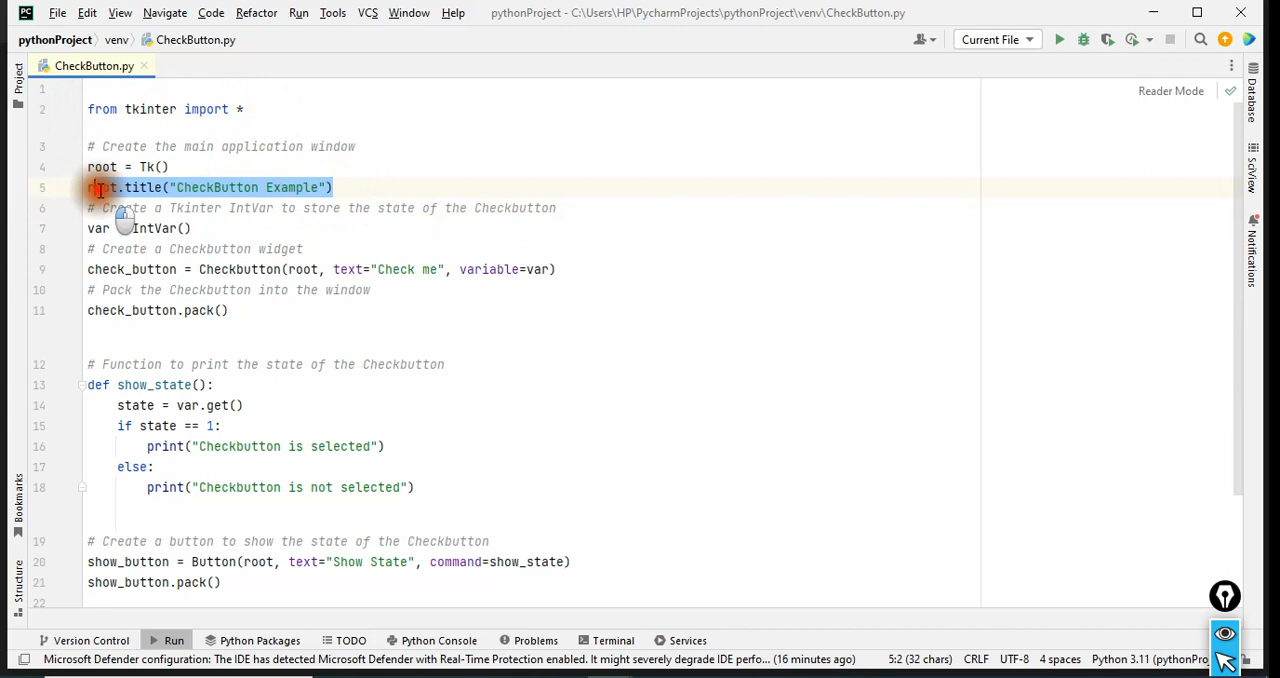 PC File Edit View Navigate Code Refactor Run Tools VCS Window Help pythonProject - C:\Users\HP\PycharmProjects\pythonProject\venv\CheckButton.py
pythonProject venv CheckButton.py Current File
CheckButton.py
Reader Mode
1
2 from tkinter import *
3 # Create the main application window
4 root = Tk()
5 root.title("CheckButton Example")
6 # Create a Tkinter IntVar to store the state of the Checkbutton
7 var IntVar()
8 # Create a Checkbutton widget
9 check_button = Checkbutton(root, text="Check me", variable=var)
10 # Pack the Checkbutton into the window
11 check_button.pack()
12 # Function to print the state of the Checkbutton
13 def show_state():
14 state = var.get()
15 if state == 1:
16 print("Checkbutton is selected")
17 else:
18 print("Checkbutton is not selected")
19 # Create a button to show the state of the Checkbutton
20 show_button = Button(root, text="Show State", command=show_state)
21 show_button.pack()
22
Project
Bookmarks
Structure
Database
SciView
Notifications
Version Control Run Python Packages TODO Python Console Problems Terminal Services
Microsoft Defender configuration: The IDE has detected Microsoft Defender with Real-Time Protection enabled. It might severely degrade IDE perfo... (16 minutes ago) 5:2 (32 chars) CRLF UTF-8 4 spaces Python 3.11 (pythonProj